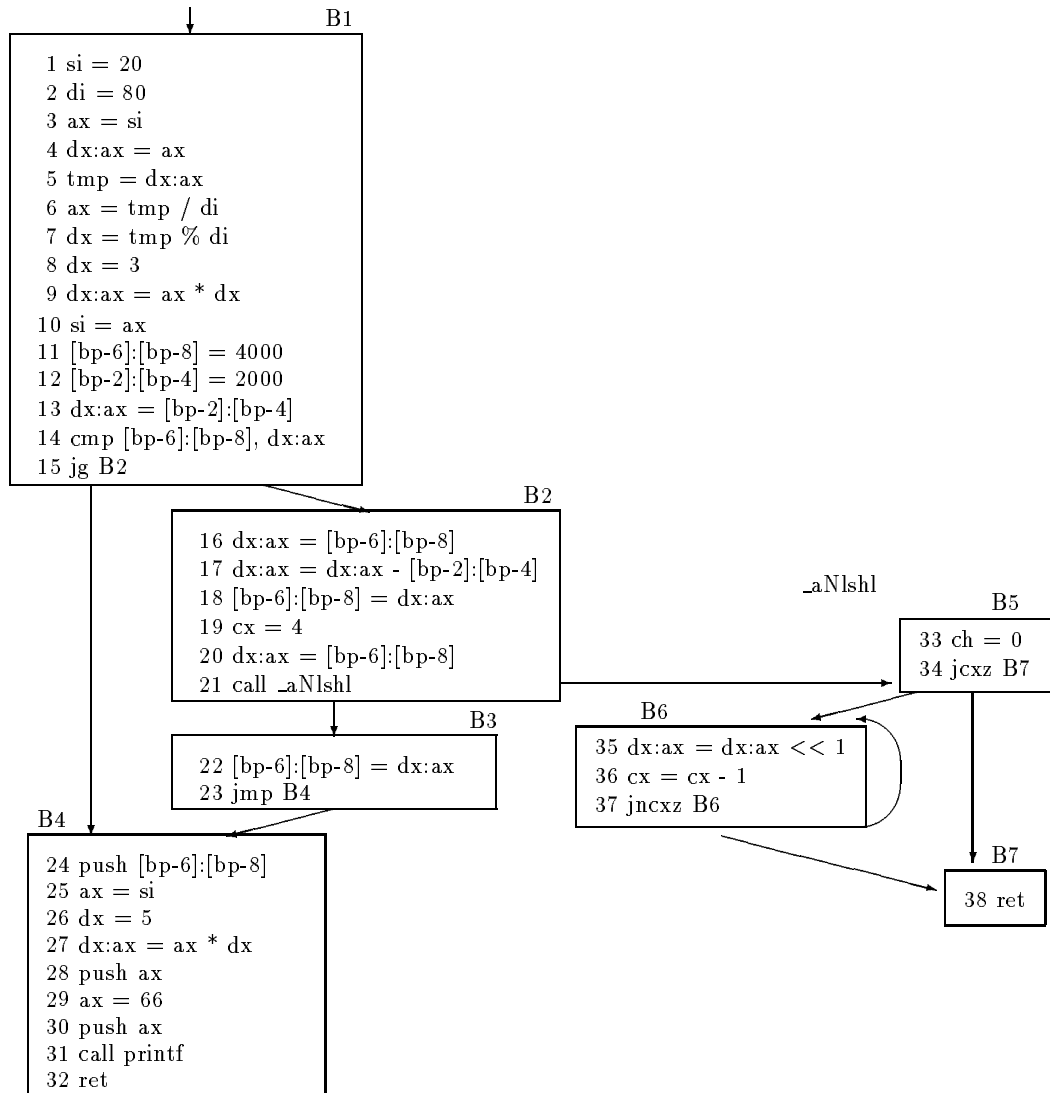 B1
1 si = 20
2 di = 80
3 ax = si
4 dx:ax = ax
5 tmp = dx:ax
6 ax = tmp / di
7 dx = tmp % di
8 dx = 3
9 dx:ax = ax * dx
10 si = ax
11 [bp-6]:[bp-8] = 4000
12 [bp-2]:[bp-4] = 2000
13 dx:ax = [bp-2]:[bp-4]
14 cmp [bp-6]:[bp-8], dx:ax
15 jg B2
B2
16 dx:ax = [bp-6]:[bp-8]
17 dx:ax = dx:ax - [bp-2]:[bp-4]
18 [bp-6]:[bp-8] = dx:ax
19 cx = 4
20 dx:ax = [bp-6]:[bp-8]
21 call _aNlshl
B3
22 [bp-6]:[bp-8] = dx:ax
23 jmp B4
B4
24 push [bp-6]:[bp-8]
25 ax = si
26 dx = 5
27 dx:ax = ax * dx
28 push ax
29 ax = 66
30 push ax
31 call printf
32 ret
_aNlshl
B5
33 ch = 0
34 jcxz B7
B6
35 dx:ax = dx:ax << 1
36 cx = cx - 1
37 jncxz B6
B7
38 ret